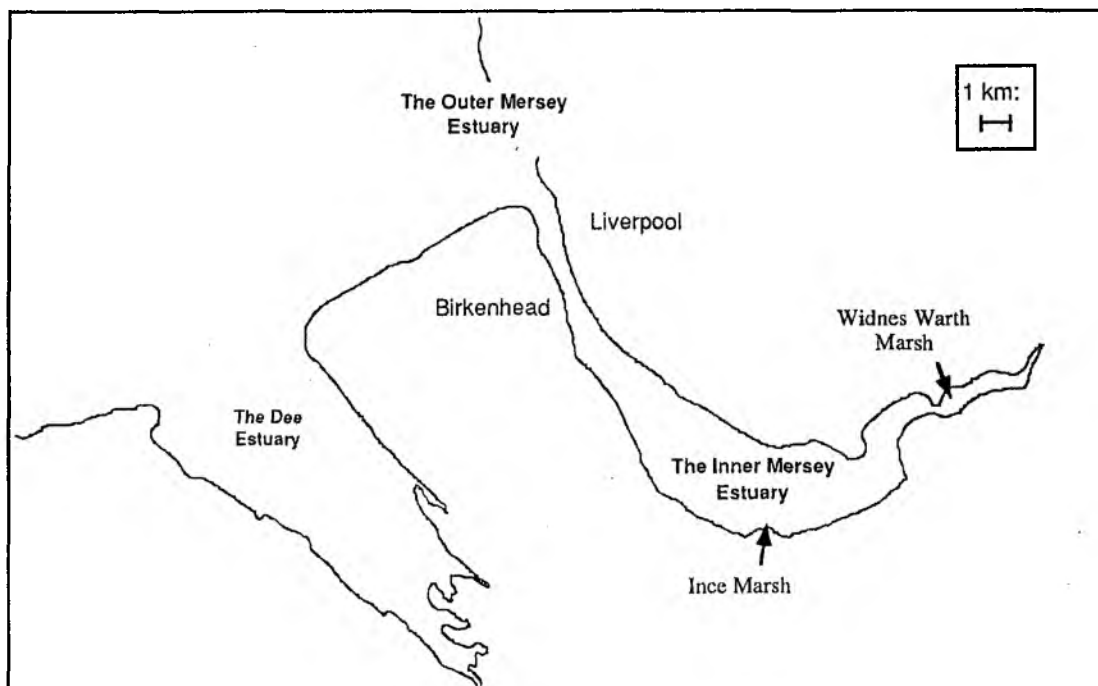 The Outer Mersey
Estuary
1 km:
Liverpool
Birkenhead
Widnes Warth
Marsh
The Dee
Estuary
The Inner Mersey
Estuary
Ince Marsh